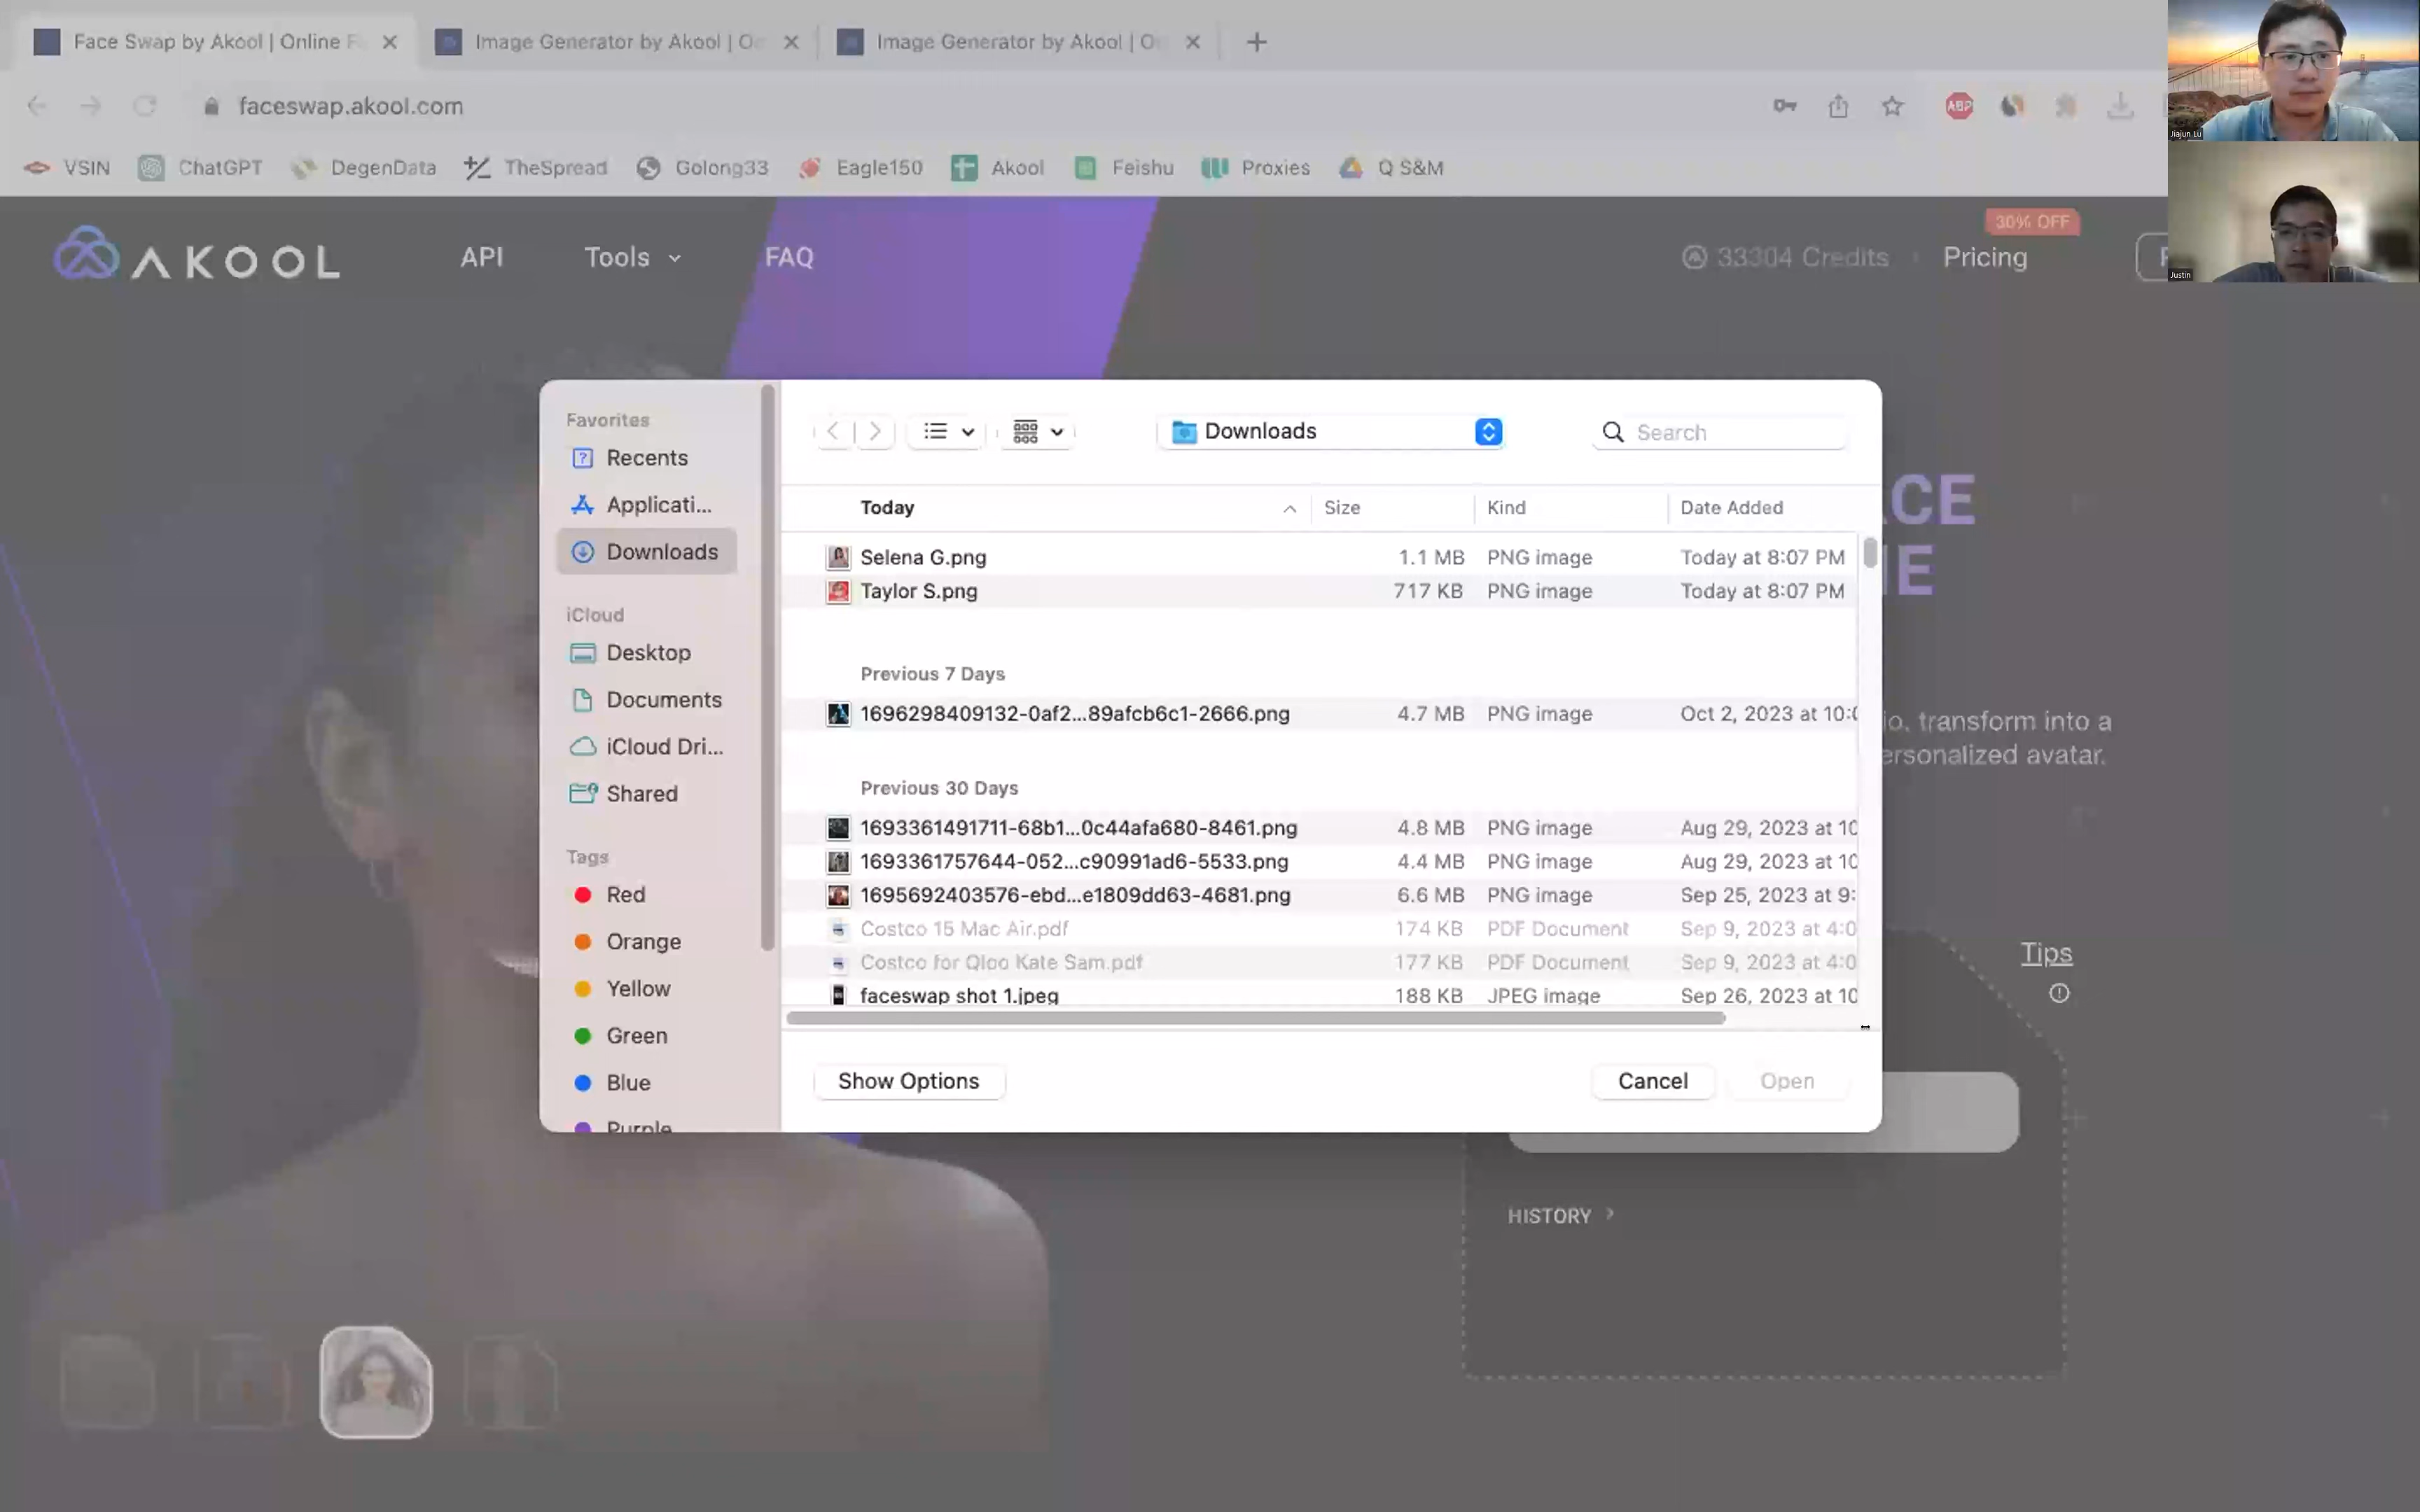 Face Swap by Akool | Online F
Image Generator by Akool | O
Image Generator by Akool | O
faceswap.akool.com
ABP
VSIN
ChatGPT
DegenData
TheSpread
Golong33
Eagle150
Akool
Feishu
Proxies
Q S&M
Jiajun Lu
Justin
AKOOL
API
Tools
FAQ
33304 Credits
30% OFF
Pricing
Favorites
Recents
Applicati...
Downloads
iCloud
Desktop
Documents
iCloud Dri...
Shared
Tags
Red
Orange
Yellow
Green
Blue
Purple
Downloads
Search
Today Size Kind Date Added
Selena G.png 1.1 MB PNG image Today at 8:07 PM
Taylor S.png 717 KB PNG image Today at 8:07 PM
Previous 7 Days
1696298409132-0af2...89afcb6c1-2666.png 4.7 MB PNG image Oct 2, 2023 at 10:
Previous 30 Days
1693361491711-68b1...0c44afa680-8461.png 4.8 MB PNG image Aug 29, 2023 at 10
1693361757644-052...c90991ad6-5533.png 4.4 MB PNG image Aug 29, 2023 at 10
1695692403576-ebd...e1809dd63-4681.png 6.6 MB PNG image Sep 25, 2023 at 9:
Costco 15 Mac Air.pdf 174 KB PDF Document Sep 9, 2023 at 4:0
Costco for Qloo Kate Sam.pdf 177 KB PDF Document Sep 9, 2023 at 4:0
faceswap shot 1.jpeg 188 KB JPEG image Sep 26, 2023 at 10
Show Options
Cancel
Open
CE
E
io, transform into a
ersonalized avatar.
Tips
HISTORY